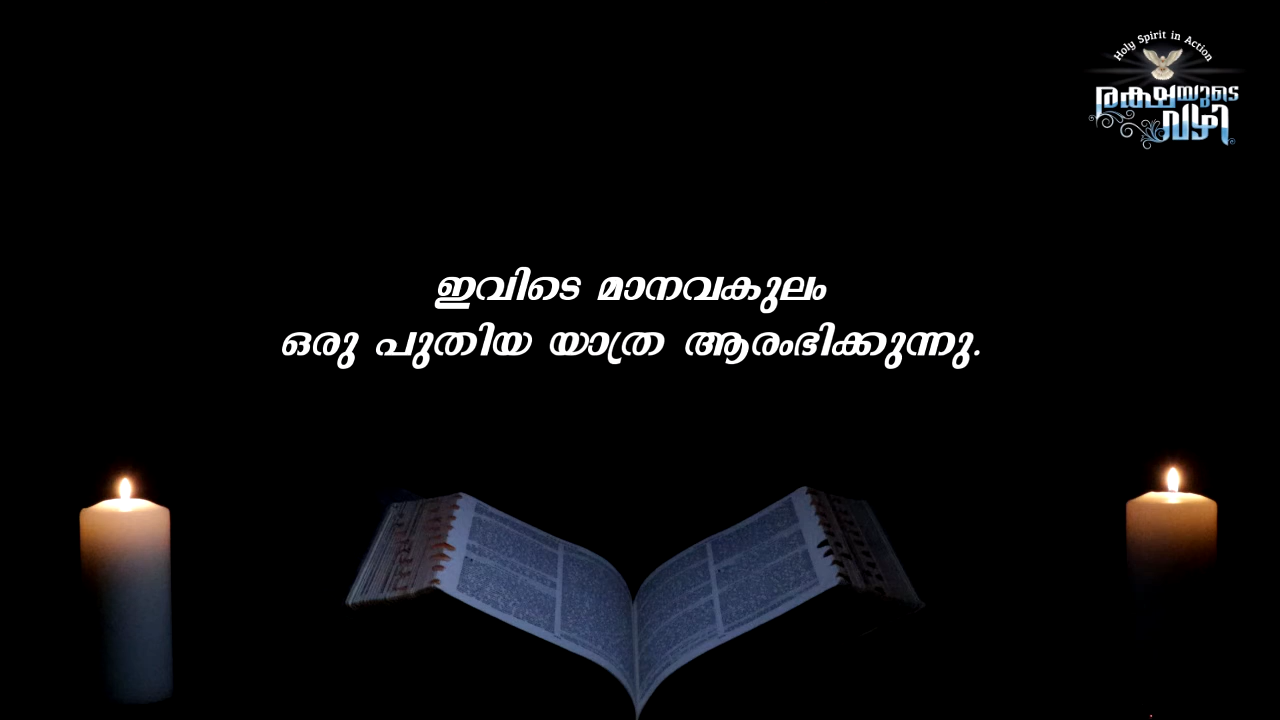 Holy Spirit in Action
രക്ഷയുടെ
വഴി
ഇവിടെ മാനവകുലം
ഒരു പുതിയ യാത്ര ആരംഭിക്കുന്നു.